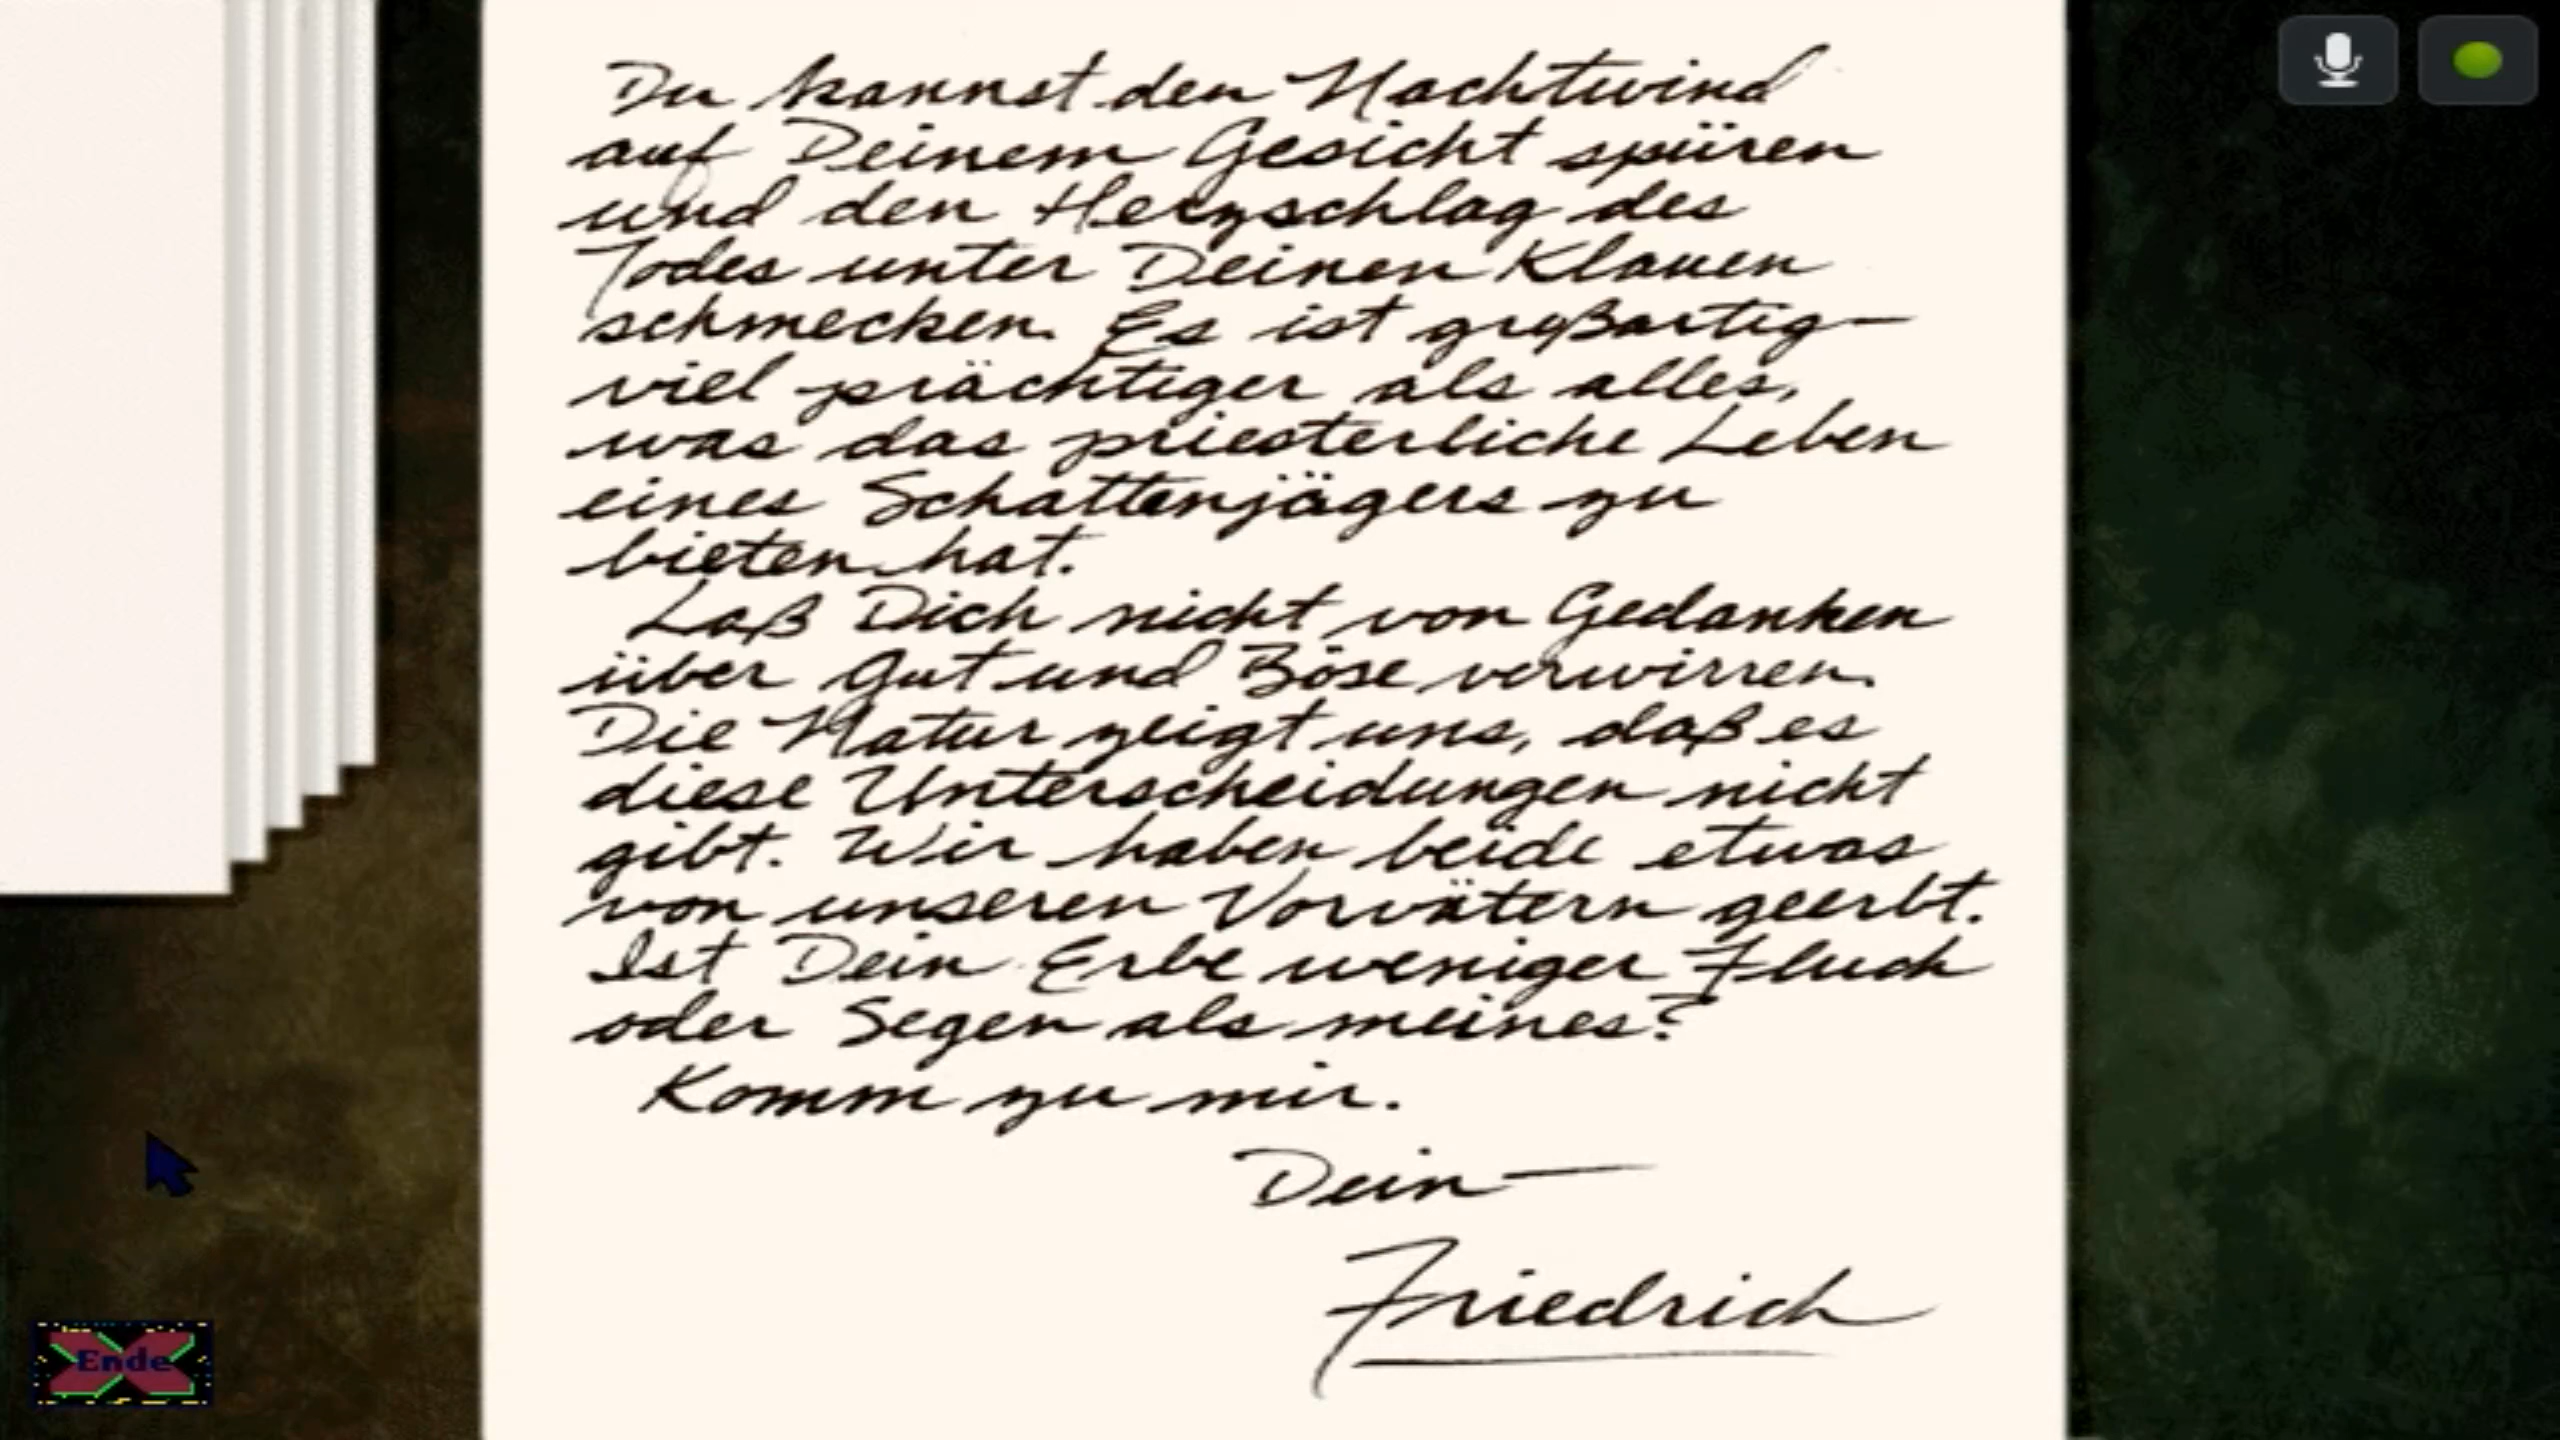 Du kannst den Nachtwind
auf Deinem Gesicht spüren
und den Herzschlag des
Todes unter Deinen Klauen
schmecken. Es ist großartig–
viel prächtiger als alles,
was das priesterliche Leben
eines Schattenjägers zu
bieten hat.
Laß Dich nicht von Gedanken
über Gut und Böse verwirren.
Die Natur zeigt uns, daß es
diese Unterscheidungen nicht
gibt. Wir haben beide etwas
von unseren Vorvätern geerbt.
Ist Dein Erbe weniger Fluch
oder Segen als meines?
Komm zu mir.
Dein—
Friedrich
Ende